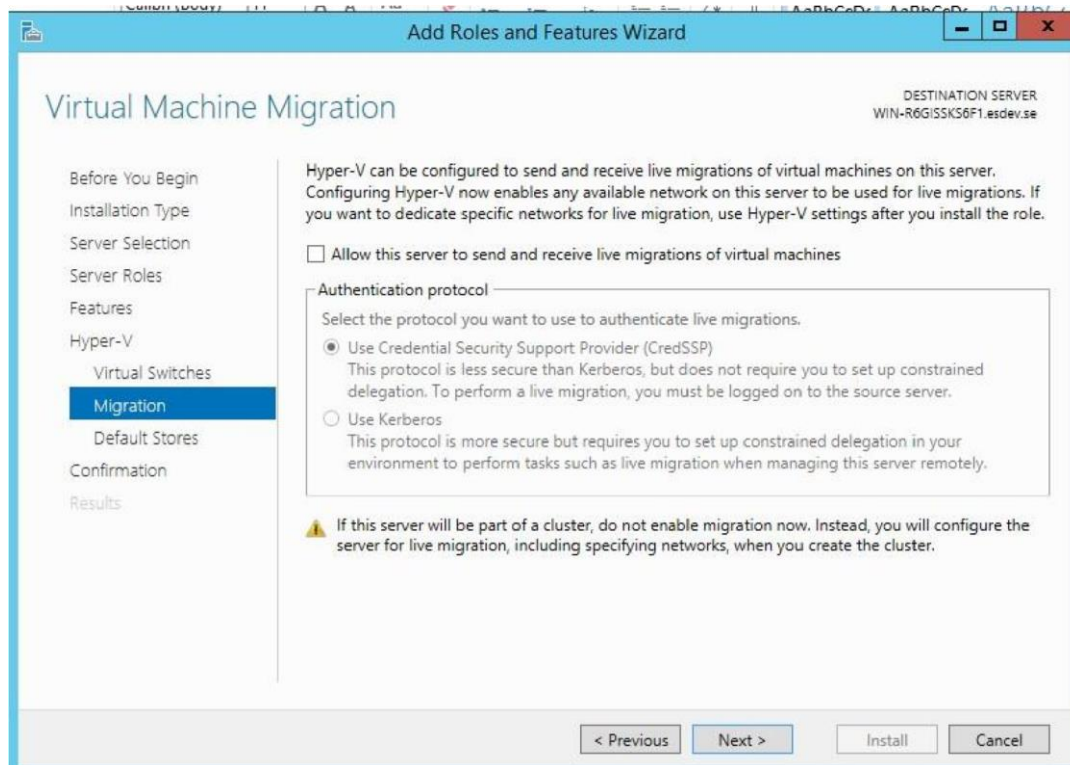 Add Roles and Features Wizard
Virtual Machine Migration
DESTINATION SERVER
WIN-R6GISSKS6F1.esdev.se
Before You Begin
Installation Type
Server Selection
Server Roles
Features
Hyper-V
Virtual Switches
Migration
Default Stores
Confirmation
Results
Hyper-V can be configured to send and receive live migrations of virtual machines on this server.
Configuring Hyper-V now enables any available network on this server to be used for live migrations. If
you want to dedicate specific networks for live migration, use Hyper-V settings after you install the role.
Allow this server to send and receive live migrations of virtual machines
Authentication protocol
Select the protocol you want to use to authenticate live migrations.
Use Credential Security Support Provider (CredSSP)
This protocol is less secure than Kerberos, but does not require you to set up constrained
delegation. To perform a live migration, you must be logged on to the source server.
Use Kerberos
This protocol is more secure but requires you to set up constrained delegation in your
environment to perform tasks such as live migration when managing this server remotely.
If this server will be part of a cluster, do not enable migration now. Instead, you will configure the
server for live migration, including specifying networks, when you create the cluster.
< Previous
Next >
Install
Cancel